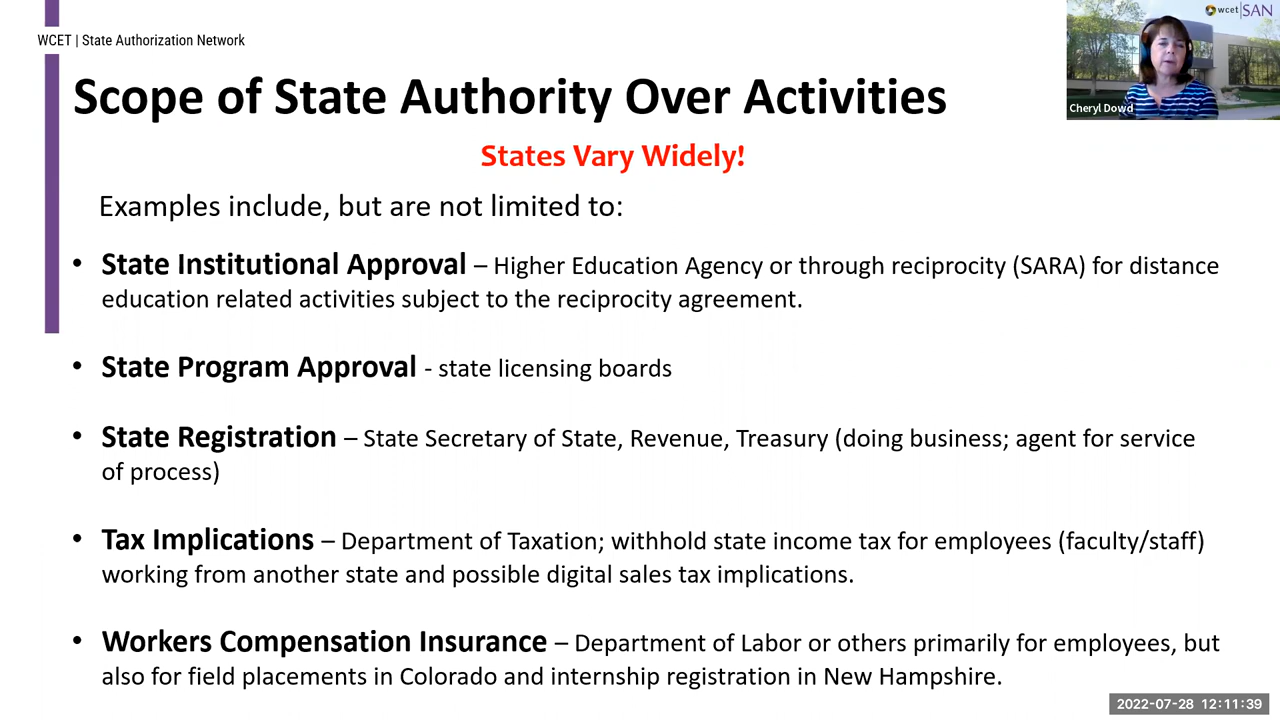 wcet SAN
WCET | State Authorization Network
Scope of State Authority Over Activities
Cheryl Dowd
States Vary Widely!
Examples include, but are not limited to:
• State Institutional Approval – Higher Education Agency or through reciprocity (SARA) for distance
education related activities subject to the reciprocity agreement.
• State Program Approval - state licensing boards
• State Registration – State Secretary of State, Revenue, Treasury (doing business; agent for service
of process)
• Tax Implications – Department of Taxation; withhold state income tax for employees (faculty/staff)
working from another state and possible digital sales tax implications.
• Workers Compensation Insurance – Department of Labor or others primarily for employees, but
also for field placements in Colorado and internship registration in New Hampshire.
2022-07-28 12:11:39